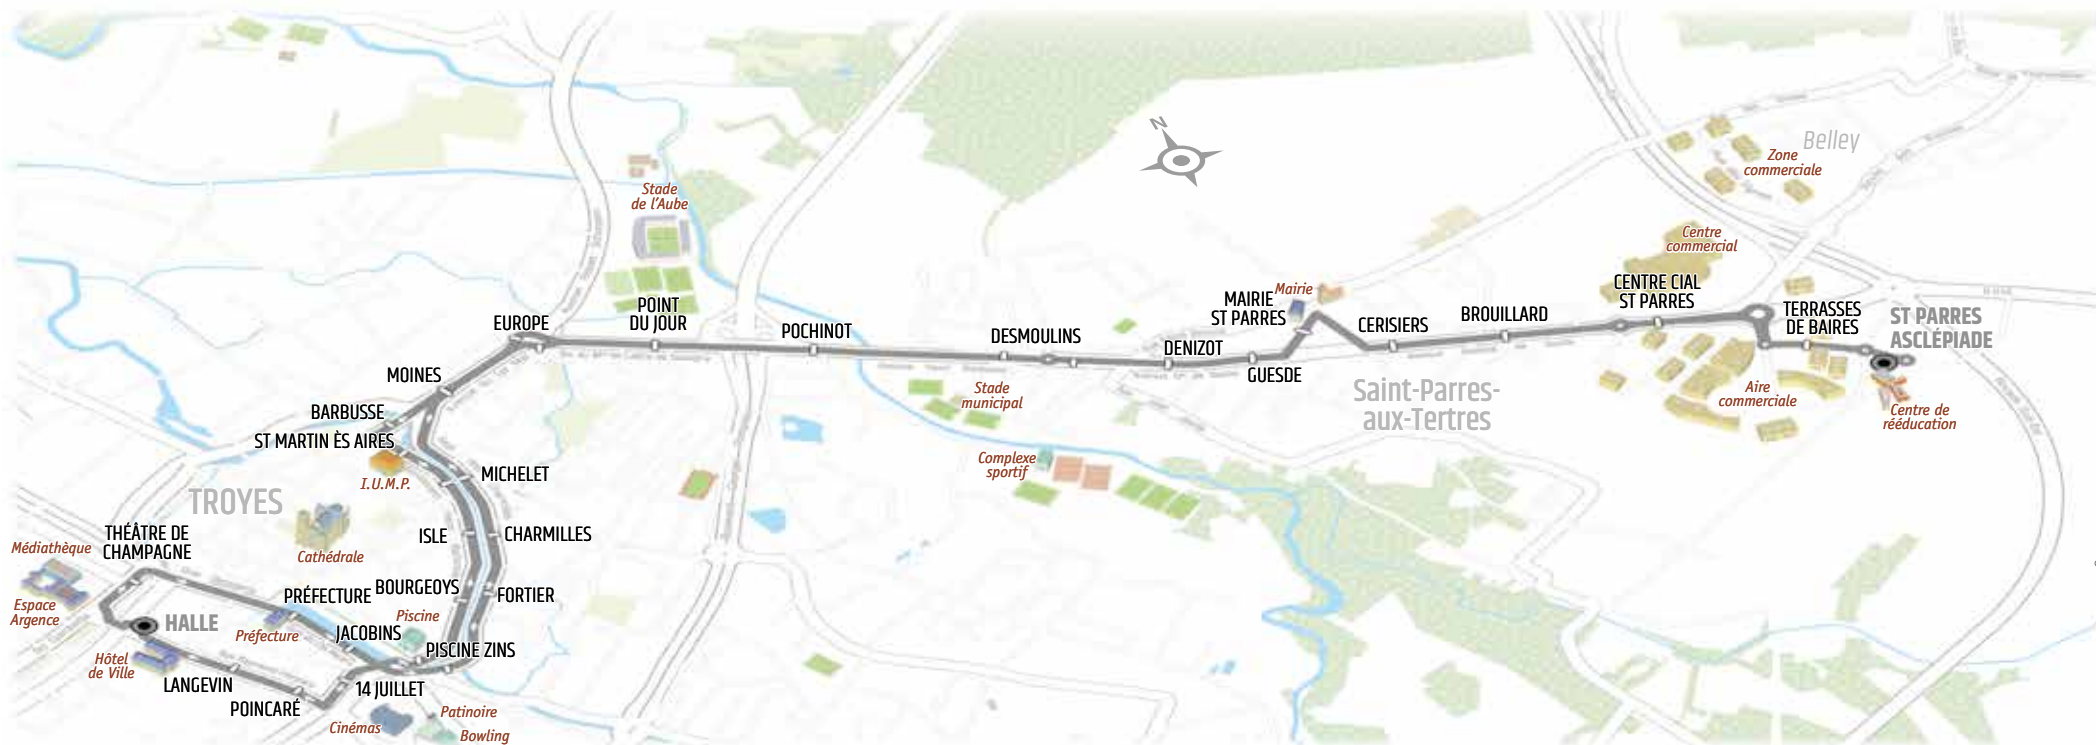 N
Belley
Zone
commerciale
Stade
de l'Aube
Centre
commercial
Mairie
CENTRE CIAL
ST PARRES
MAIRIE
ST PARRES
POINT
DU JOUR
EUROPE
POCHINOT
DESMOULINS
DENIZOT
GUESDE
CERISIERS
BROUILLARD
TERRASSES
DE BAIRES
ST PARRES
ASCLÉPIADE
MOINES
Stade
municipal
Saint-Parres-
aux-Tertres
Aire
commerciale
Centre de
rééducation
BARBUSSE
ST MARTIN ÈS AIRES
I.U.M.P.
MICHELET
Complexe
sportif
TROYES
THÉÂTRE DE
CHAMPAGNE
Médiathèque
Cathédrale
ISLE
CHARMILLES
PRÉFECTURE
BOURGEOYS
FORTIER
Espace
Argence
HALLE
Préfecture
Piscine
JACOBINS
PISCINE ZINS
Hôtel
de Ville
LANGEVIN
POINCARÉ
14 JUILLET
Cinémas
Patinoire
Bowling